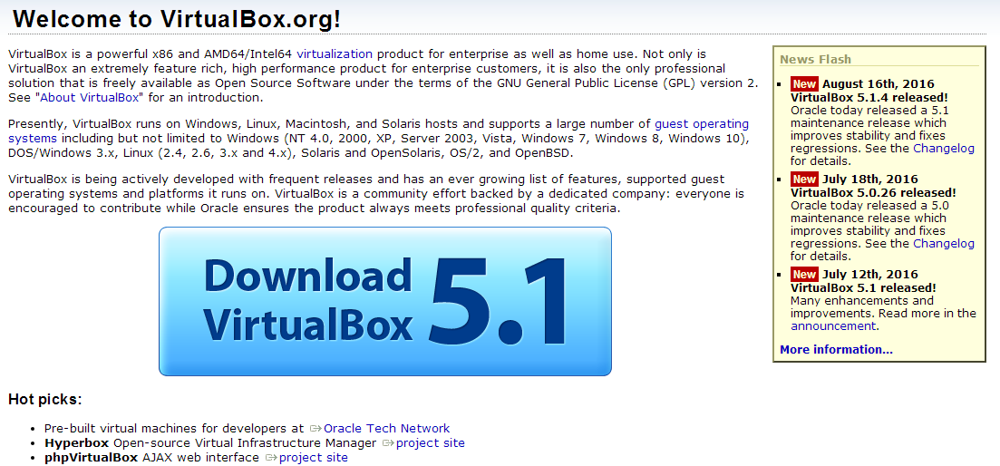 Welcome to VirtualBox.org!
VirtualBox is a powerful x86 and AMD64/Intel64 virtualization product for enterprise as well as home use. Not only is
VirtualBox an extremely feature rich, high performance product for enterprise customers, it is also the only professional
solution that is freely available as Open Source Software under the terms of the GNU General Public License (GPL) version 2.
See "About VirtualBox" for an introduction.
Presently, VirtualBox runs on Windows, Linux, Macintosh, and Solaris hosts and supports a large number of guest operating
systems including but not limited to Windows (NT 4.0, 2000, XP, Server 2003, Vista, Windows 7, Windows 8, Windows 10),
DOS/Windows 3.x, Linux (2.4, 2.6, 3.x and 4.x), Solaris and OpenSolaris, OS/2, and OpenBSD.
VirtualBox is being actively developed with frequent releases and has an ever growing list of features, supported guest
operating systems and platforms it runs on. VirtualBox is a community effort backed by a dedicated company: everyone is
encouraged to contribute while Oracle ensures the product always meets professional quality criteria.
Download
VirtualBox 5.1
Hot picks:
Pre-built virtual machines for developers at Oracle Tech Network
Hyperbox Open-source Virtual Infrastructure Manager project site
phpVirtualBox AJAX web interface project site
News Flash
New August 16th, 2016
VirtualBox 5.1.4 released!
Oracle today released a 5.1
maintenance release which
improves stability and fixes
regressions. See the Changelog
for details.
New July 18th, 2016
VirtualBox 5.0.26 released!
Oracle today released a 5.0
maintenance release which
improves stability and fixes
regressions. See the Changelog
for details.
New July 12th, 2016
VirtualBox 5.1 released!
Many enhancements and
improvements. Read more in the
announcement.
More information...